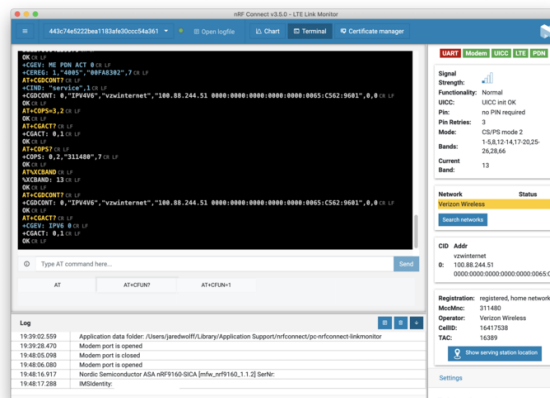 nRF Connect v3.5.0 - LTE Link Monitor
443c74e5222bea1183afe30ccc54a361
Open logfile
Chart
Terminal
Certificate manager
OK CR LF
+CGEV: ME PDN ACT 0 CR LF
+CEREG: 1,"4005","00FA8302",7 CR LF
AT+CGDCONT? CR LF
+CIND: "service",1 CR LF
+CGDCONT: 0,"IPV4V6","vzwinternet","100.88.244.51 0000:0000:0000:0000:0000:0065:C562:9601",0,0 CR LF
OK CR LF
AT+COPS=3,2 CR LF
OK CR LF
AT+CGACT? CR LF
+CGACT: 0,1 CR LF
OK CR LF
AT+COPS? CR LF
+COPS: 0,2,"311480",7 CR LF
OK CR LF
AT%XCBAND CR LF
%XCBAND: 13 CR LF
OK CR LF
AT+CGDCONT? CR LF
+CGDCONT: 0,"IPV4V6","vzwinternet","100.88.244.51 0000:0000:0000:0000:0000:0065:C562:9601",0,0 CR LF
OK CR LF
AT+CGACT? CR LF
+CGEV: IPV6 0 CR LF
+CGACT: 0,1 CR LF
OK CR LF
Type AT command here...
Send
AT
AT+CFUN?
AT+CFUN=1
Log
19:39:02.559 Application data folder: /Users/jaredwolff/Library/Application Support/nrfconnect/pc-nrfconnect-linkmonitor
19:39:28.470 Modem port is opened
19:48:05.098 Modem port is closed
19:48:06.080 Modem port is opened
19:48:16.917 Nordic Semiconductor ASA nRF9160-SICA [mfw_nrf9160_1.1.2] SerNr:
19:48:17.288 IMSIdentity:
UART Modem UICC LTE PDN
Signal
Strength:
Functionality: Normal
UICC: UICC init OK
Pin: no PIN required
Pin Retries: 3
Mode: CS/PS mode 2
Bands: 1-5,8,12-14,17-20,25-
26,28,66
Current
Band: 13
Network Status
Verizon Wireless
Search networks
CID Addr
vzwinternet
0: 100.88.244.51
0000:0000:0000:0000:0000:0065:C
Registration: registered, home network
MccMnc: 311480
Operator: Verizon Wireless
CellID: 16417538
TAC: 16389
Show serving station location
Settings